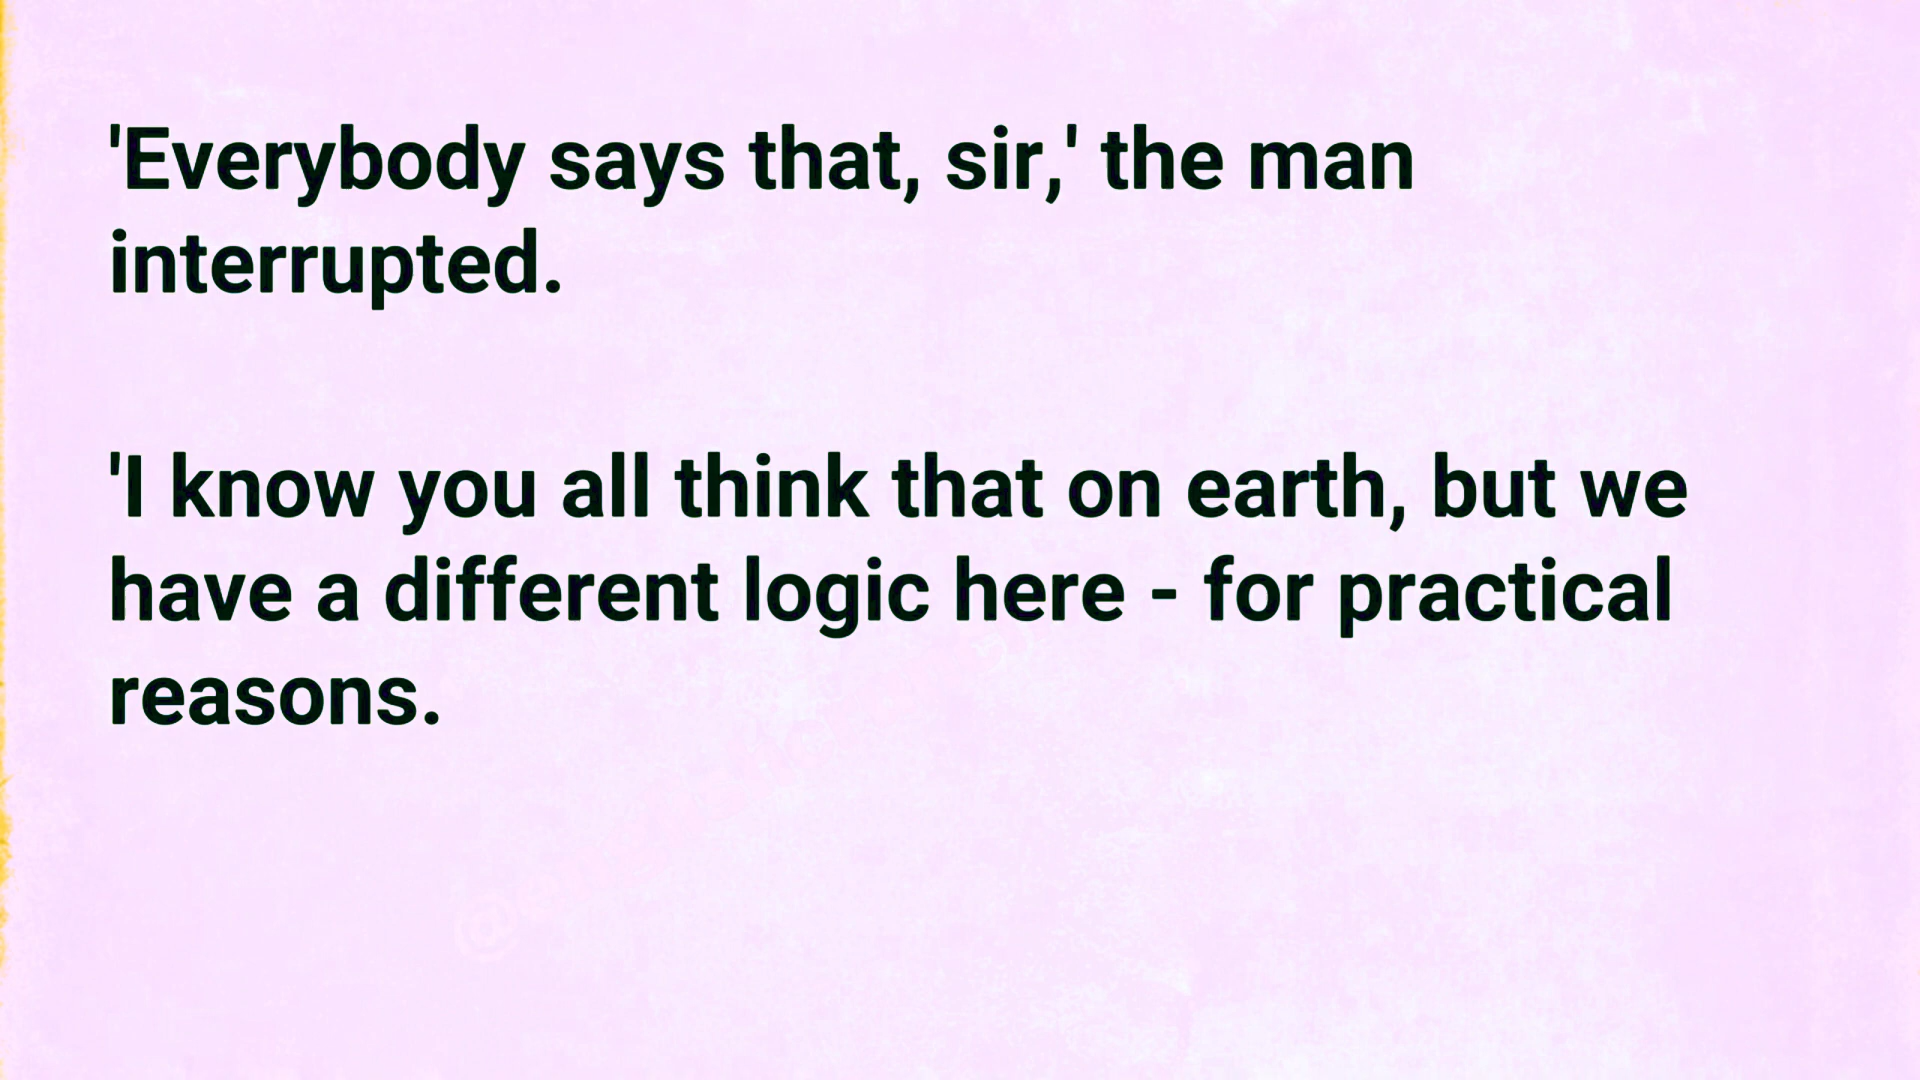 'Everybody says that, sir,' the man
interrupted.
'I know you all think that on earth, but we
have a different logic here - for practical
reasons.